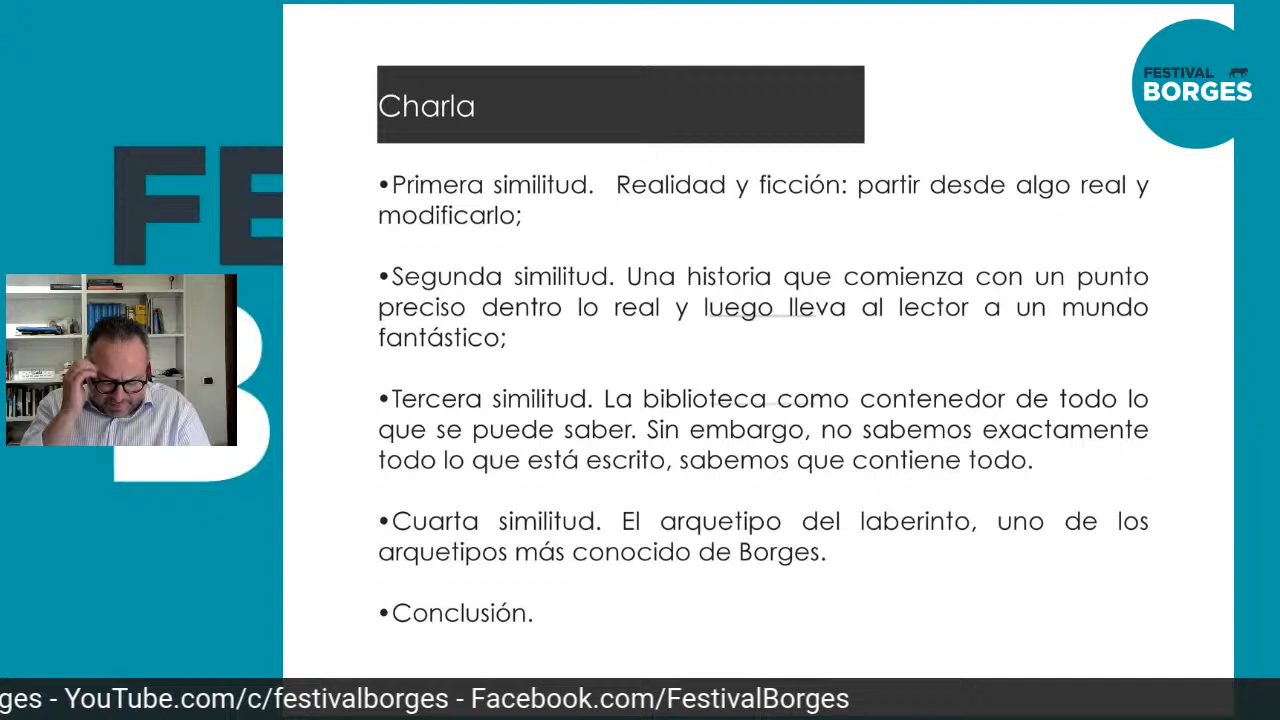 FESTIVAL
BORGES
Charla
•Primera similitud. Realidad y ficción: partir desde algo real y
modificarlo;
•Segunda similitud. Una historia que comienza con un punto
preciso dentro lo real y luego lleva al lector a un mundo
fantástico;
•Tercera similitud. La biblioteca como contenedor de todo lo
que se puede saber. Sin embargo, no sabemos exactamente
todo lo que está escrito, sabemos que contiene todo.
•Cuarta similitud. El arquetipo del laberinto, uno de los
arquetipos más conocido de Borges.
•Conclusión.
FE
B
ges - YouTube.com/c/festivalborges - Facebook.com/FestivalBorges